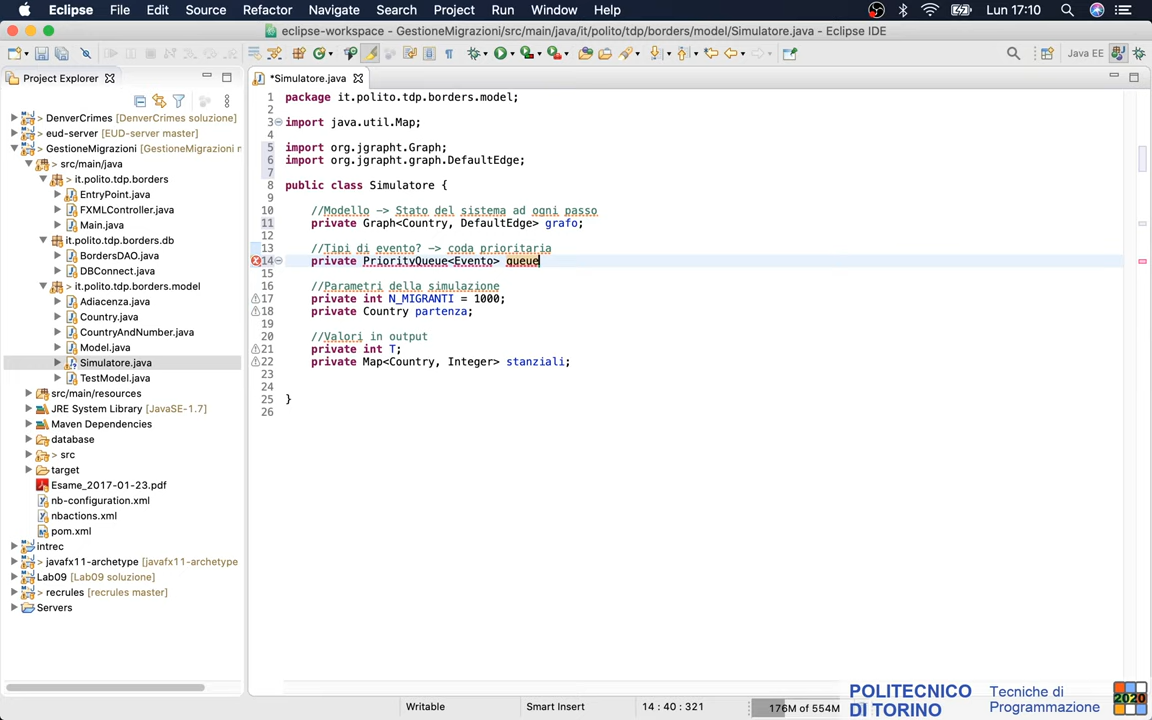 Eclipse File Edit Source Refactor Navigate Search Project Run Window Help Lun 17:10
eclipse-workspace - GestioneMigrazioni/src/main/java/it/polito/tdp/borders/model/Simulatore.java - Eclipse IDE
Java EE
Project Explorer
*Simulatore.java
> DenverCrimes [DenverCrimes soluzione]
> eud-server [EUD-server master]
> GestioneMigrazioni [GestioneMigrazioni r
> src/main/java
> it.polito.tdp.borders
EntryPoint.java
FXMLController.java
Main.java
it.polito.tdp.borders.db
BordersDAO.java
DBConnect.java
> it.polito.tdp.borders.model
Adiacenza.java
Country.java
CountryAndNumber.java
Model.java
Simulatore.java
TestModel.java
src/main/resources
JRE System Library [JavaSE-1.7]
Maven Dependencies
database
> src
target
Esame_2017-01-23.pdf
nb-configuration.xml
nbactions.xml
pom.xml
intrec
> javafx11-archetype [javafx11-archetype
Lab09 [Lab09 soluzione]
> recrules [recrules master]
Servers
1 package it.polito.tdp.borders.model;
2
3 import java.util.Map;
4
5 import org.jgrapht.Graph;
6 import org.jgrapht.graph.DefaultEdge;
7
8 public class Simulatore {
9
10 //Modello -> Stato del sistema ad ogni passo
11 private Graph<Country, DefaultEdge> grafo;
12
13 //Tipi di evento? -> coda prioritaria
14 private PriorityQueue<Evento> queue
15
16 //Parametri della simulazione
17 private int N_MIGRANTI = 1000;
18 private Country partenza;
19
20 //Valori in output
21 private int T;
22 private Map<Country, Integer> stanziali;
23
24
25 }
26
Writable Smart Insert 14 : 40 : 321 176M of 554M
POLITECNICO
DI TORINO
Tecniche di
Programmazione
2020